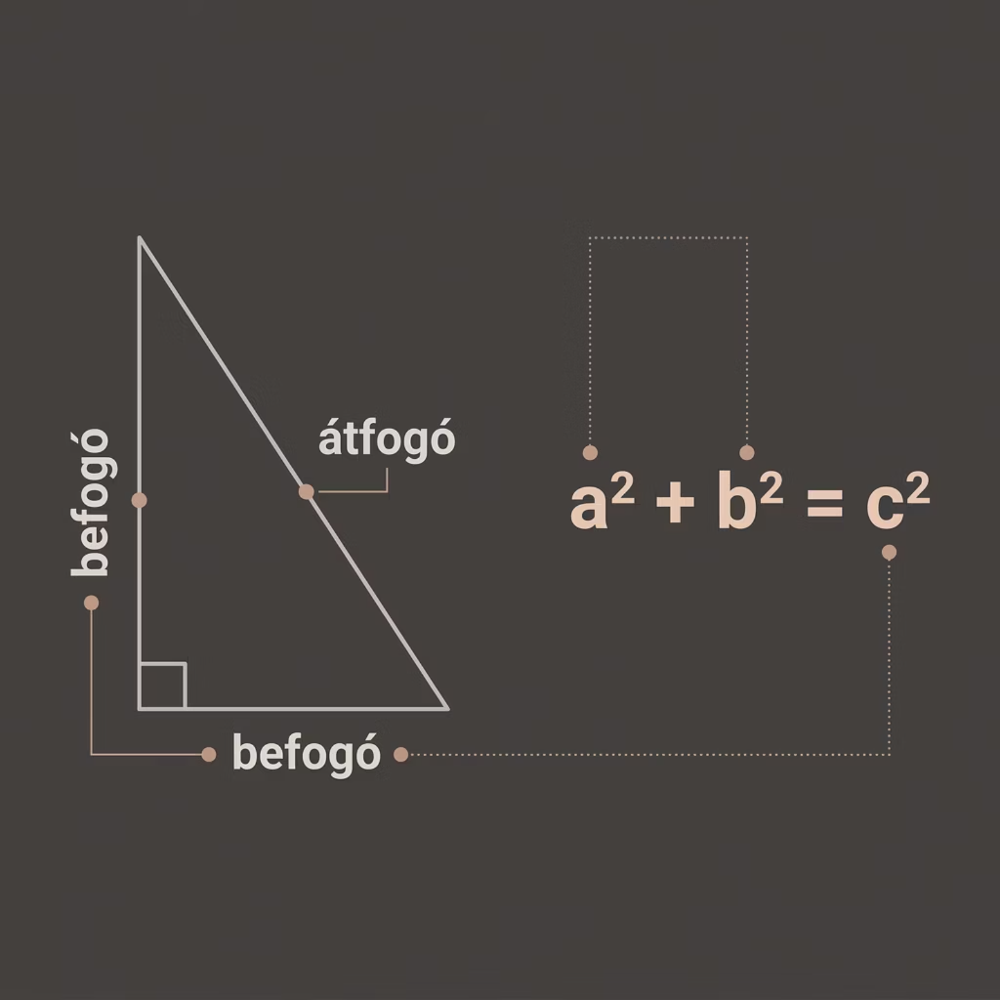 befogó
átfogó
befogó
a² + b² = c²